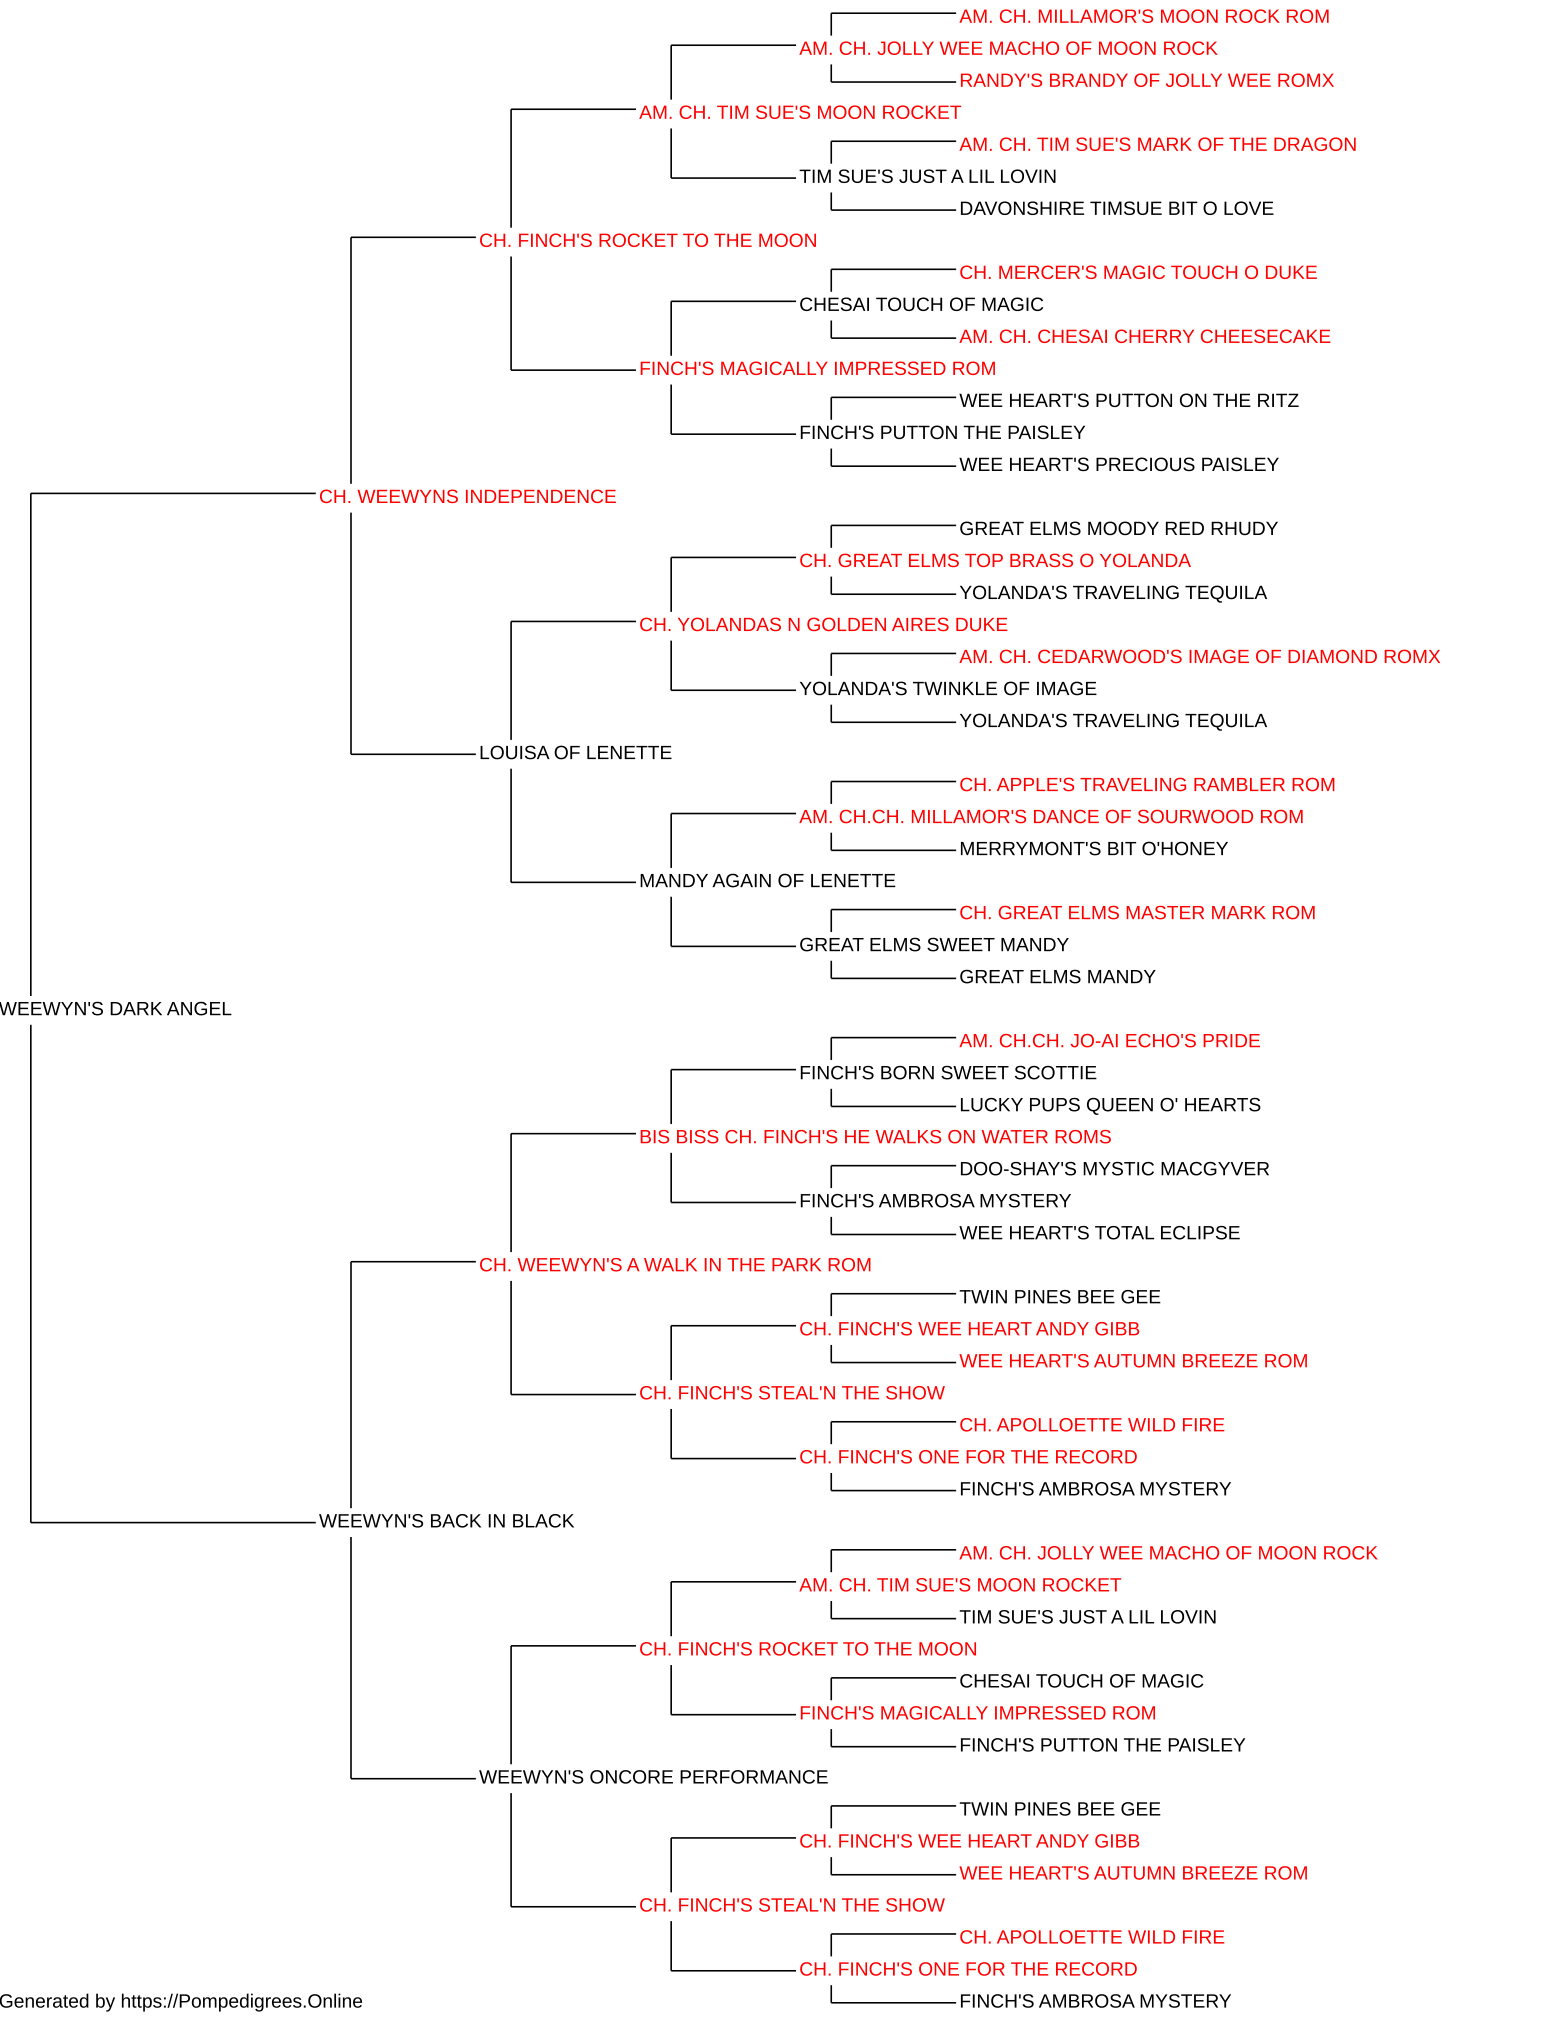 AM. CH. MILLAMOR'S MOON ROCK ROM
AM. CH. JOLLY WEE MACHO OF MOON ROCK
RANDY'S BRANDY OF JOLLY WEE ROMX
AM. CH. TIM SUE'S MOON ROCKET
AM. CH. TIM SUE'S MARK OF THE DRAGON
TIM SUE'S JUST A LIL LOVIN
DAVONSHIRE TIMSUE BIT O LOVE
CH. FINCH'S ROCKET TO THE MOON
CH. MERCER'S MAGIC TOUCH O DUKE
CHESAI TOUCH OF MAGIC
AM. CH. CHESAI CHERRY CHEESECAKE
FINCH'S MAGICALLY IMPRESSED ROM
WEE HEART'S PUTTON ON THE RITZ
FINCH'S PUTTON THE PAISLEY
WEE HEART'S PRECIOUS PAISLEY
CH. WEEWYNS INDEPENDENCE
GREAT ELMS MOODY RED RHUDY
CH. GREAT ELMS TOP BRASS O YOLANDA
YOLANDA'S TRAVELING TEQUILA
CH. YOLANDAS N GOLDEN AIRES DUKE
AM. CH. CEDARWOOD'S IMAGE OF DIAMOND ROMX
YOLANDA'S TWINKLE OF IMAGE
YOLANDA'S TRAVELING TEQUILA
LOUISA OF LENETTE
CH. APPLE'S TRAVELING RAMBLER ROM
AM. CH.CH. MILLAMOR'S DANCE OF SOURWOOD ROM
MERRYMONT'S BIT O'HONEY
MANDY AGAIN OF LENETTE
CH. GREAT ELMS MASTER MARK ROM
GREAT ELMS SWEET MANDY
GREAT ELMS MANDY
WEEWYN'S DARK ANGEL
AM. CH.CH. JO-AI ECHO'S PRIDE
FINCH'S BORN SWEET SCOTTIE
LUCKY PUPS QUEEN O' HEARTS
BIS BISS CH. FINCH'S HE WALKS ON WATER ROMS
DOO-SHAY'S MYSTIC MACGYVER
FINCH'S AMBROSA MYSTERY
WEE HEART'S TOTAL ECLIPSE
CH. WEEWYN'S A WALK IN THE PARK ROM
TWIN PINES BEE GEE
CH. FINCH'S WEE HEART ANDY GIBB
WEE HEART'S AUTUMN BREEZE ROM
CH. FINCH'S STEAL'N THE SHOW
CH. APOLLOETTE WILD FIRE
CH. FINCH'S ONE FOR THE RECORD
FINCH'S AMBROSA MYSTERY
WEEWYN'S BACK IN BLACK
AM. CH. JOLLY WEE MACHO OF MOON ROCK
AM. CH. TIM SUE'S MOON ROCKET
TIM SUE'S JUST A LIL LOVIN
CH. FINCH'S ROCKET TO THE MOON
CHESAI TOUCH OF MAGIC
FINCH'S MAGICALLY IMPRESSED ROM
FINCH'S PUTTON THE PAISLEY
WEEWYN'S ONCORE PERFORMANCE
TWIN PINES BEE GEE
CH. FINCH'S WEE HEART ANDY GIBB
WEE HEART'S AUTUMN BREEZE ROM
CH. FINCH'S STEAL'N THE SHOW
CH. APOLLOETTE WILD FIRE
CH. FINCH'S ONE FOR THE RECORD
FINCH'S AMBROSA MYSTERY
Generated by https://Pompedigrees.Online